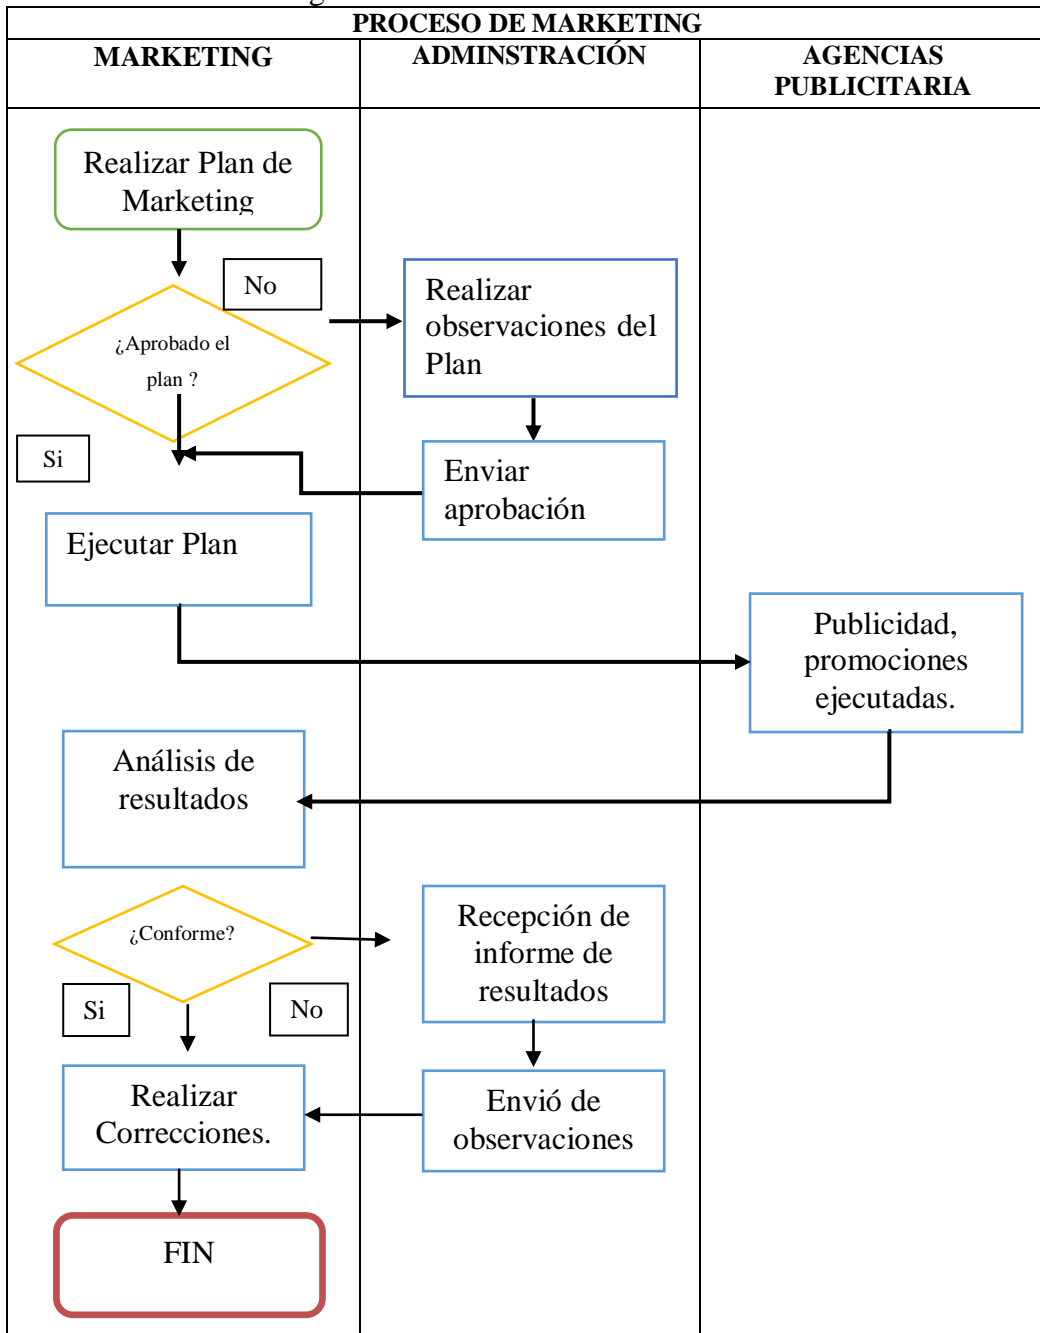 PROCESO DE MARKETING
MARKETING
ADMINSTRACIÓN
AGENCIAS
PUBLICITARIA
Realizar Plan de
Marketing
No
Realizar
observaciones del
Plan
¿Aprobado el
plan ?
Si
Enviar
aprobación
Ejecutar Plan
Publicidad,
promociones
ejecutadas.
Análisis de
resultados
¿Conforme?
Recepción de
informe de
resultados
Si
No
Realizar
Correcciones.
Envió de
observaciones
FIN